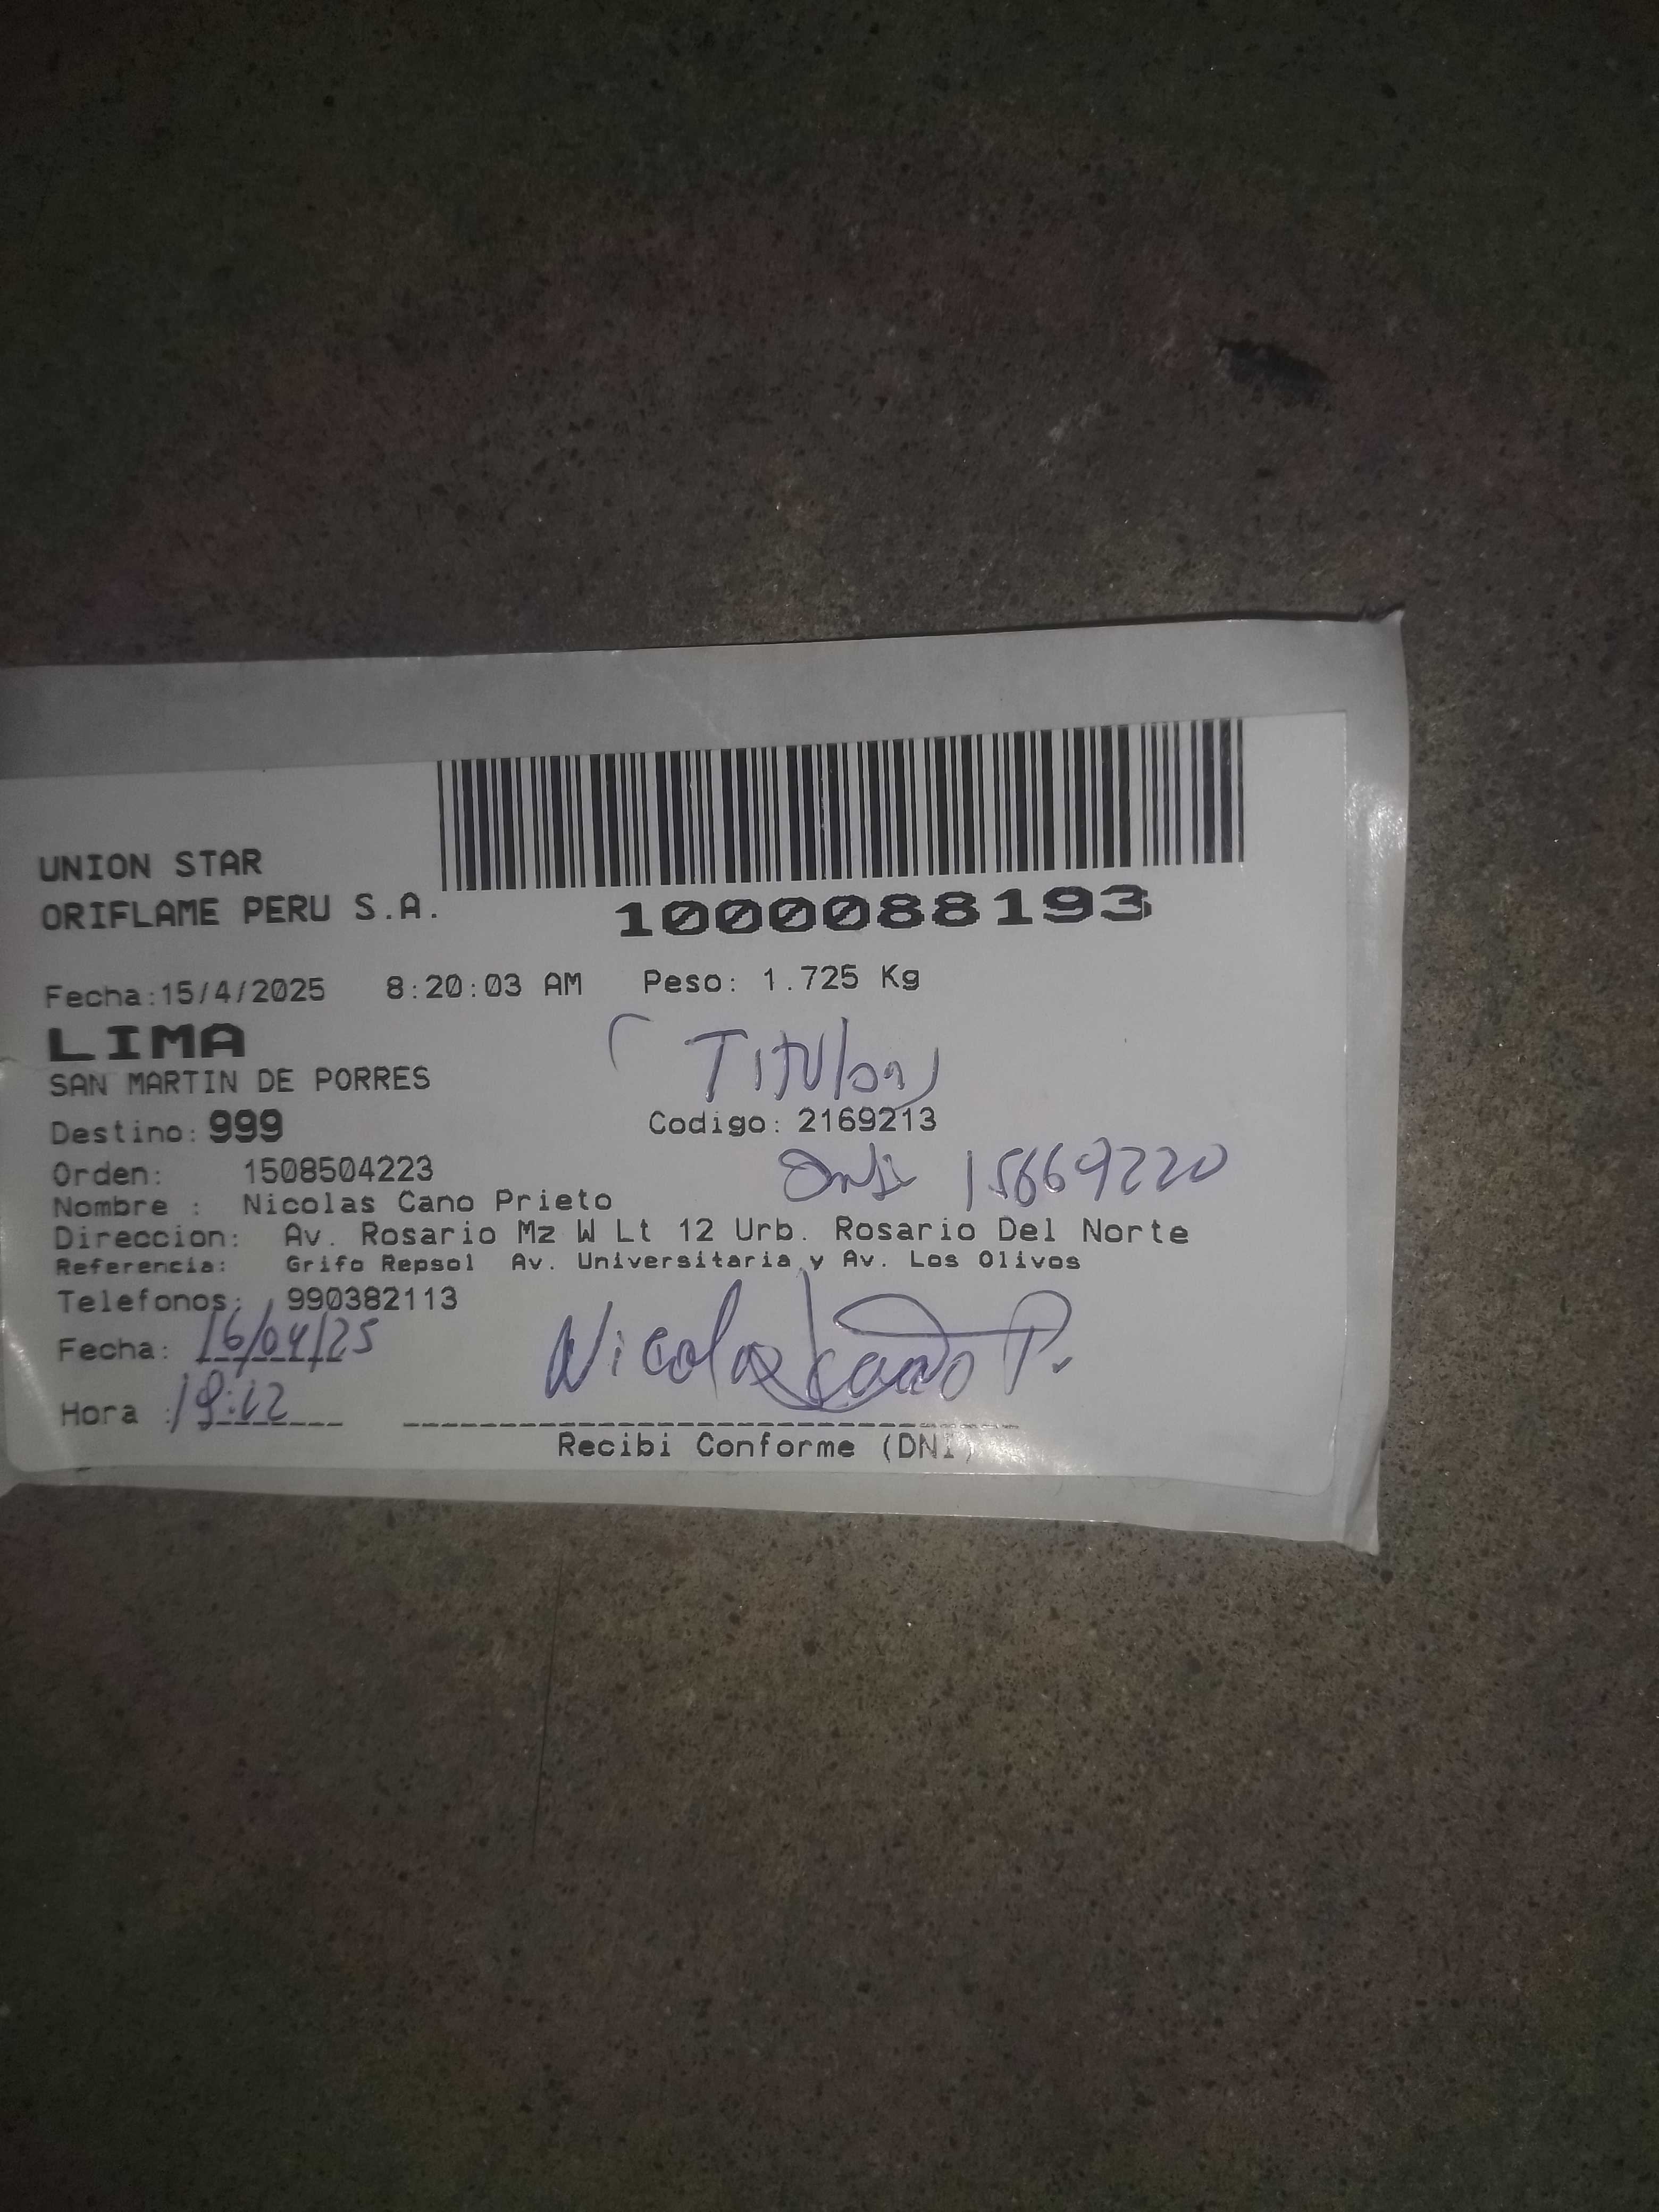 UNION STAR
ORIFLAME PERU S.A.
1000088193
Fecha:15/4/2025 8:20:03 AM Peso: 1.725 Kg
LIMA
SAN MARTIN DE PORRES
(Titular)
Destino: 999 Codigo: 2169213
Orden: 1508504223
15669220
Nombre : Nicolas Cano Prieto
Direccion: Av. Rosario Mz W Lt 12 Urb. Rosario Del Norte
Referencia: Grifo Repsol Av. Universitaria y Av. Los Olivos
Telefonos: 990382113
Fecha: 16/04/25
Nicolas Cano P.
Hora : 19:12
Recibi Conforme (DNI)